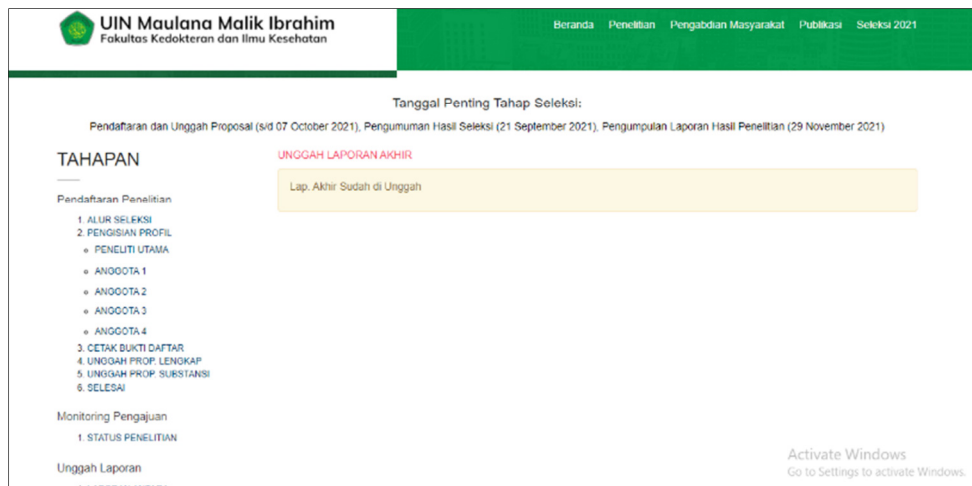 UIN Maulana Malik Ibrahim
Fakultas Kedokteran dan Ilmu Kesehatan
Beranda Penelitian Pengabdian Masyarakat Publikasi Seleksi 2021
Tanggal Penting Tahap Seleksi:
Pendaftaran dan Unggah Proposal (s/d 07 October 2021), Pengumuman Hasil Seleksi (21 September 2021), Pengumpulan Laporan Hasil Penelitian (29 November 2021)
TAHAPAN
Pendaftaran Penelitian
1. ALUR SELEKSI
2. PENGISIAN PROFIL
PENELITI UTAMA
ANGGOTA 1
ANGGOTA 2
ANGGOTA 3
ANGGOTA 4
3. CETAK BUKTI DAFTAR
4. UNGGAH PROP. LENGKAP
5. UNGGAH PROP. SUBSTANSI
6. SELESAI
Monitoring Pengajuan
1. STATUS PENELITIAN
Unggah Laporan
UNGGAH LAPORAN AKHIR
Lap. Akhir Sudah di Unggah
Activate Windows
Go to Settings to activate Windows.